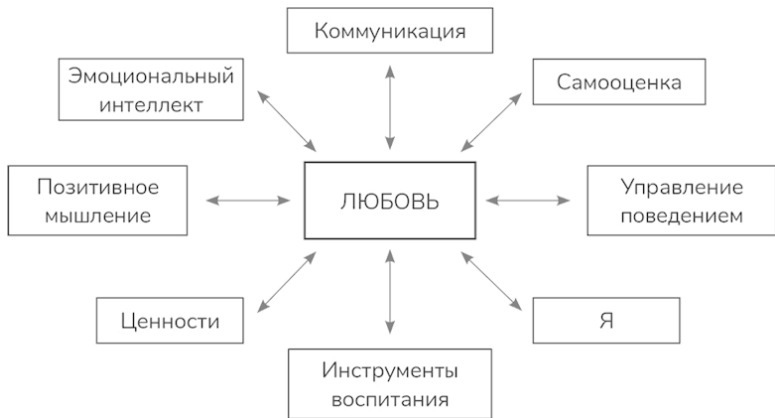 Коммуникация
Эмоциональный
интеллект
Самооценка
Позитивное
мышление
ЛЮБОВЬ
Управление
поведением
Ценности
Я
Инструменты
воспитания